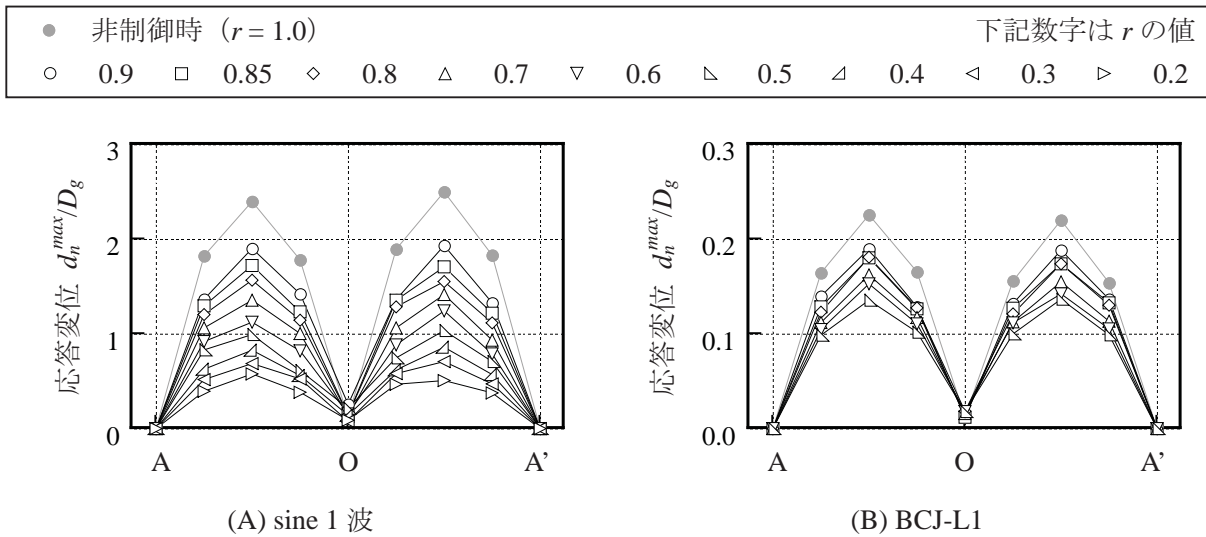 非制御時（r = 1.0） 下記数字は r の値
0.9 0.85 0.8 0.7 0.6 0.5 0.4 0.3 0.2
応答変位 d_n^max/D_g
3
2
1
0
A O A'
(A) sine 1 波
応答変位 d_n^max/D_g
0.3
0.2
0.1
0.0
A O A'
(B) BCJ-L1